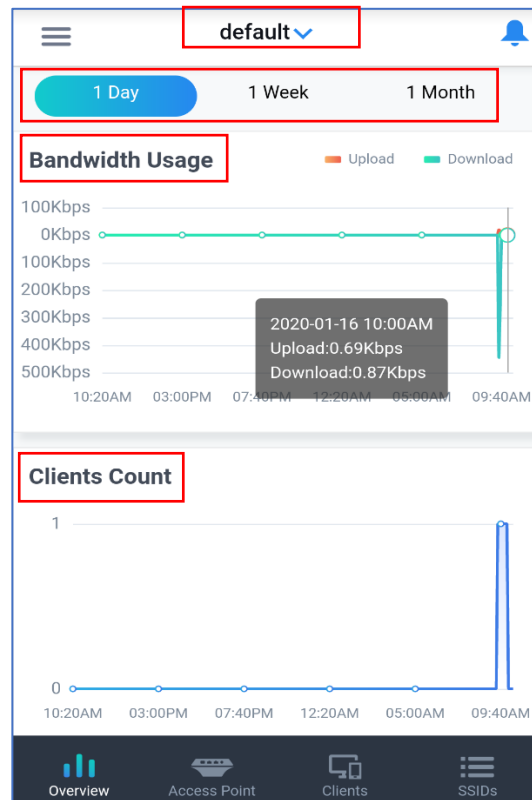 default
1 Day 1 Week 1 Month
Bandwidth Usage
Upload Download
100Kbps
0Kbps
100Kbps
200Kbps
300Kbps
400Kbps
500Kbps
2020-01-16 10:00AM
Upload:0.69Kbps
Download:0.87Kbps
10:20AM 03:00PM 07:40PM 12:20AM 05:00AM 09:40AM
Clients Count
1
0
10:20AM 03:00PM 07:40PM 12:20AM 05:00AM 09:40AM
Overview Access Point Clients SSIDs